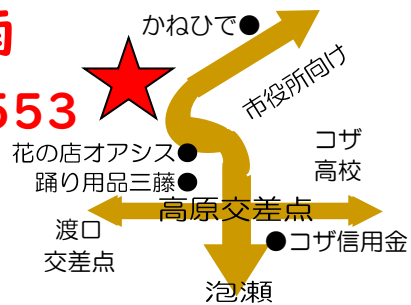 かねひで●
市役所向け
553
花の店オアシス●
踊り用品三藤●
コザ
高校
高原交差点
渡口
交差点
●コザ信用金
泡瀬